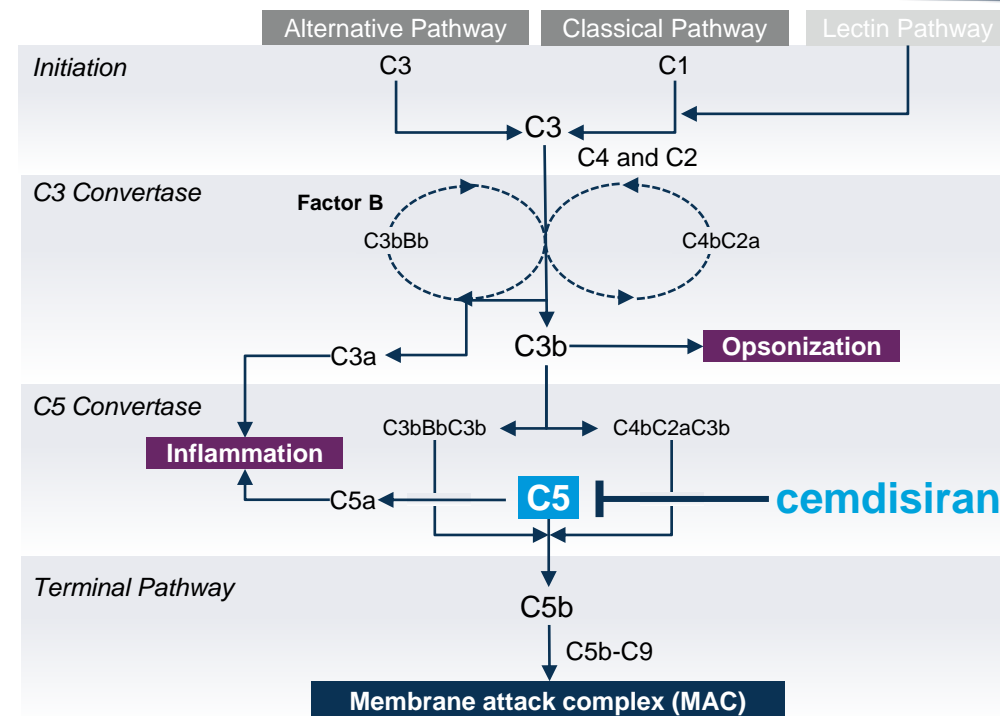 Alternative Pathway
Classical Pathway
Lectin Pathway
Initiation
C3
C1
C3
C4 and C2
C3 Convertase
Factor B
C3bBb
C4bC2a
C3a
C3b
Opsonization
C5 Convertase
C3bBbC3b
C4bC2aC3b
Inflammation
C5a
C5
cemdisiran
Terminal Pathway
C5b
C5b-C9
Membrane attack complex (MAC)